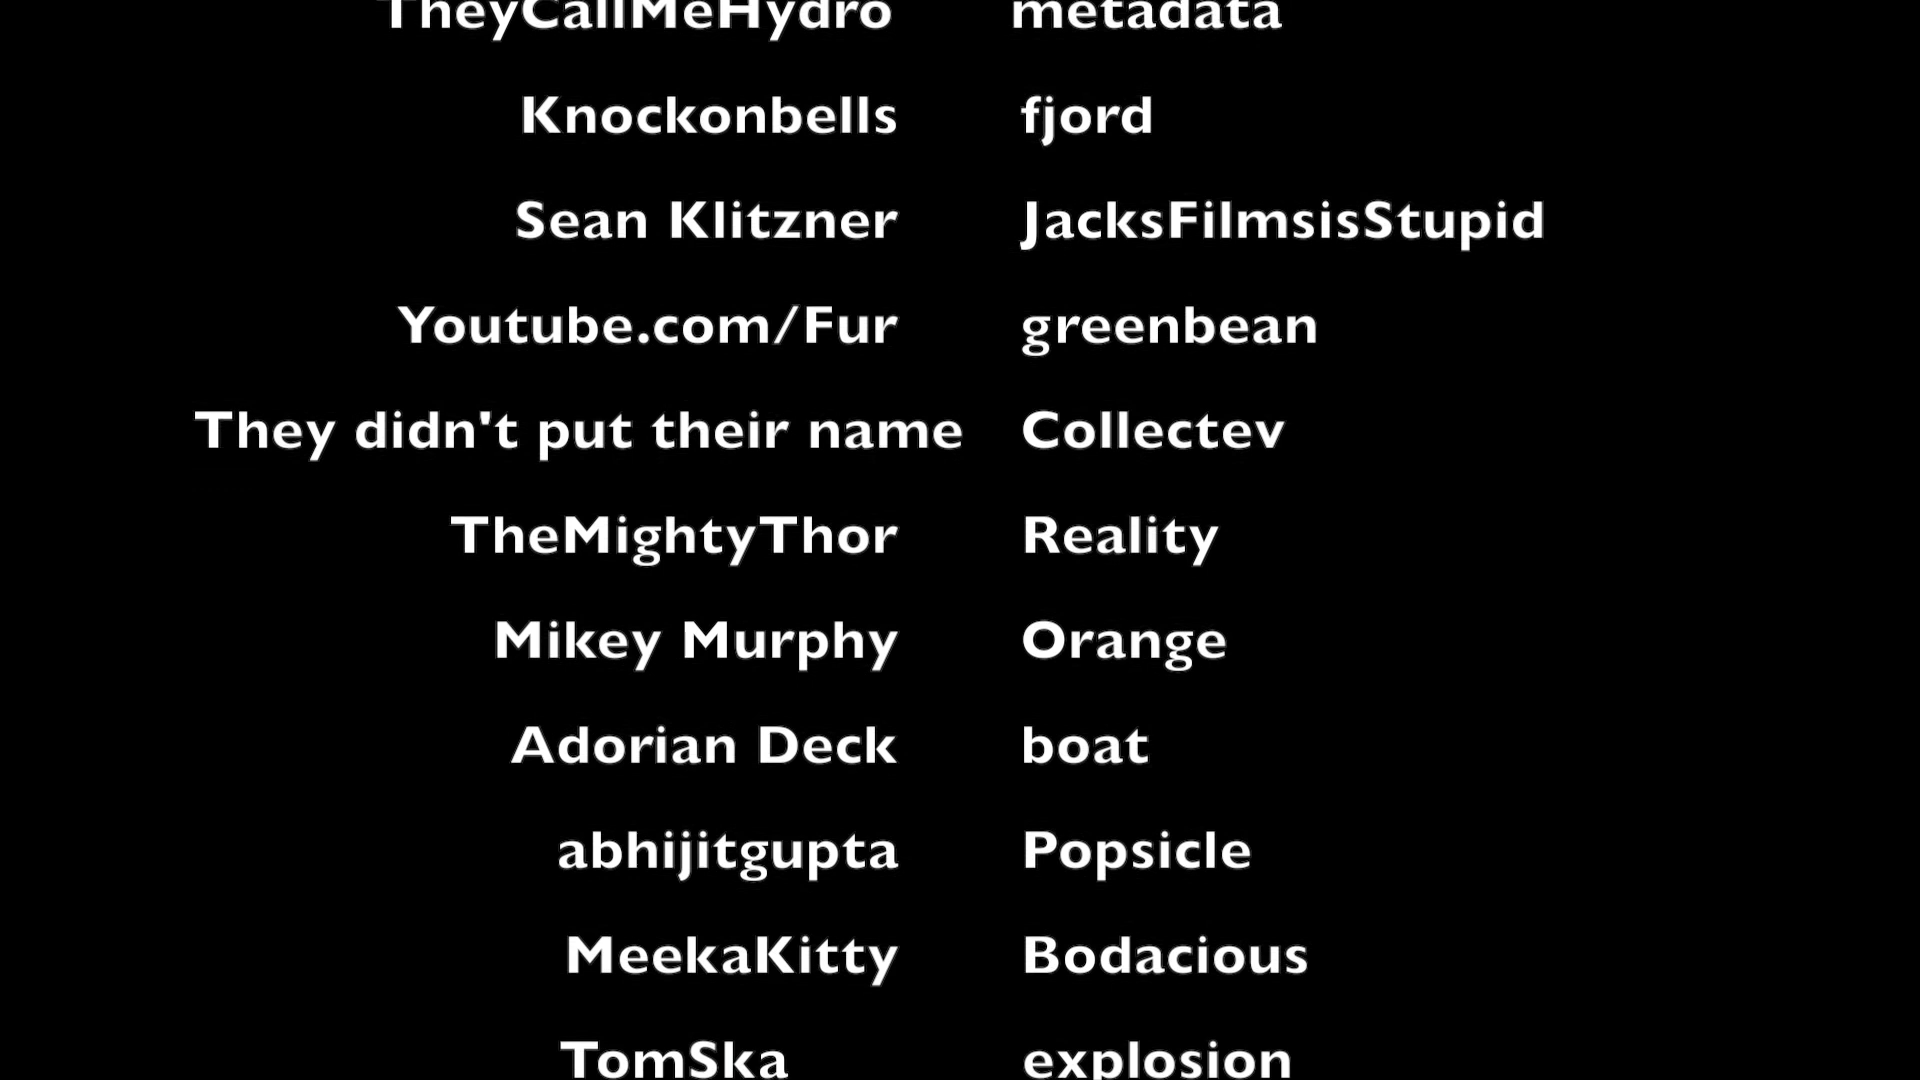 TheyCallMeHydro metadata
Knockonbells fjord
Sean Klitzner JacksFilmsisStupid
Youtube.com/Fur greenbean
They didn't put their name Collectev
TheMightyThor Reality
Mikey Murphy Orange
Adorian Deck boat
abhijitgupta Popsicle
MeekaKitty Bodacious
TomSka explosion